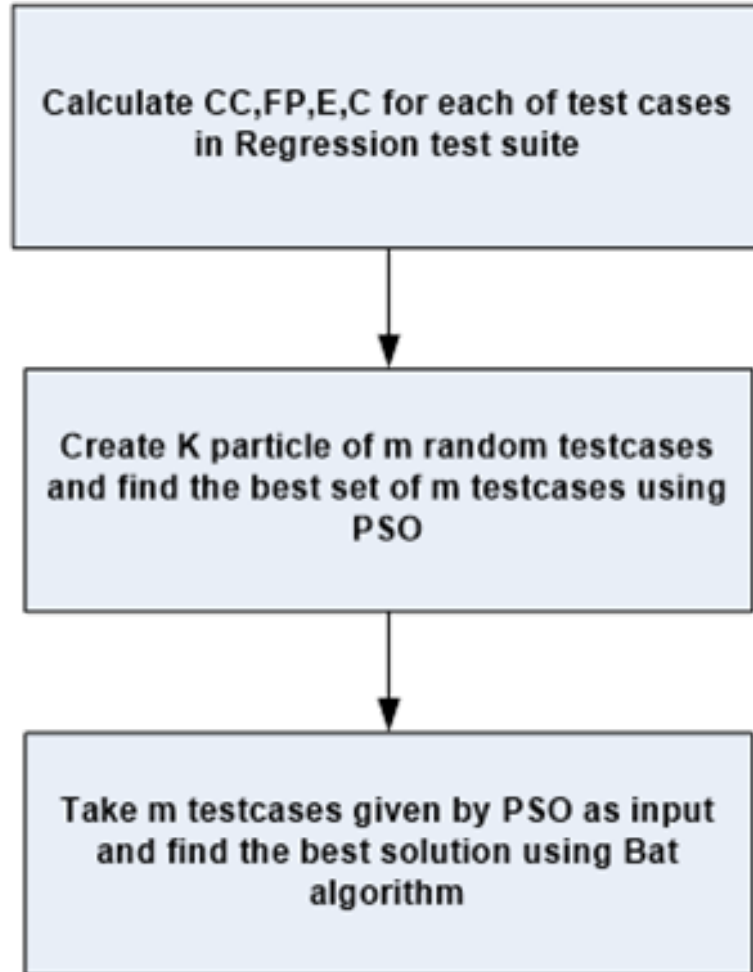 Calculate CC,FP,E,C for each of test cases
in Regression test suite
Create K particle of m random testcases
and find the best set of m testcases using
PSO
Take m testcases given by PSO as input
and find the best solution using Bat
algorithm